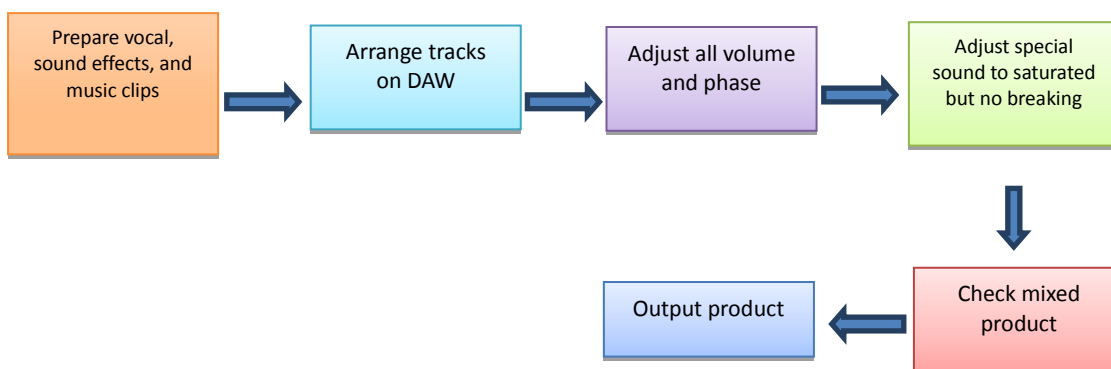 Prepare vocal,
sound effects, and
music clips
Arrange tracks
on DAW
Adjust all volume
and phase
Adjust special
sound to saturated
but no breaking
Check mixed
product
Output product